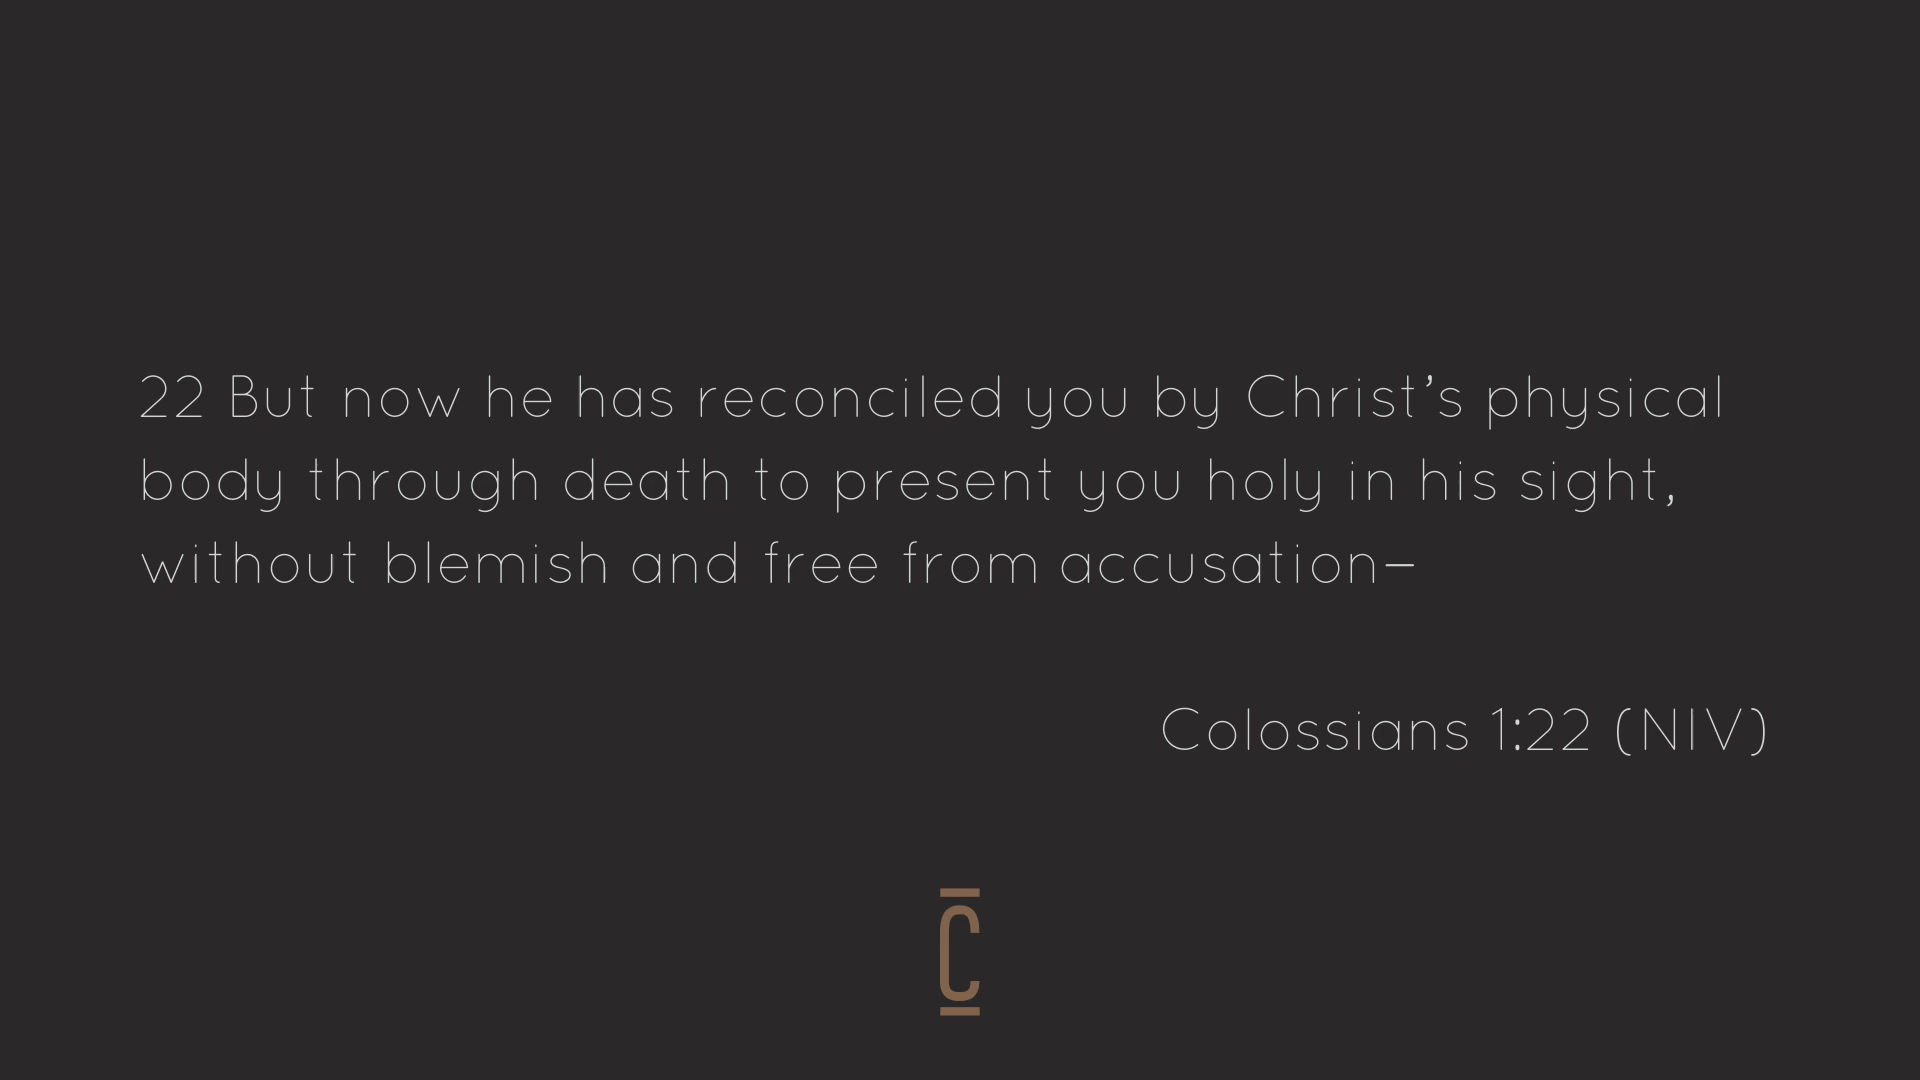 22 But now he has reconciled you by Christ’s physical
body through death to present you holy in his sight,
without blemish and free from accusation—
Colossians 1:22 (NIV)
C